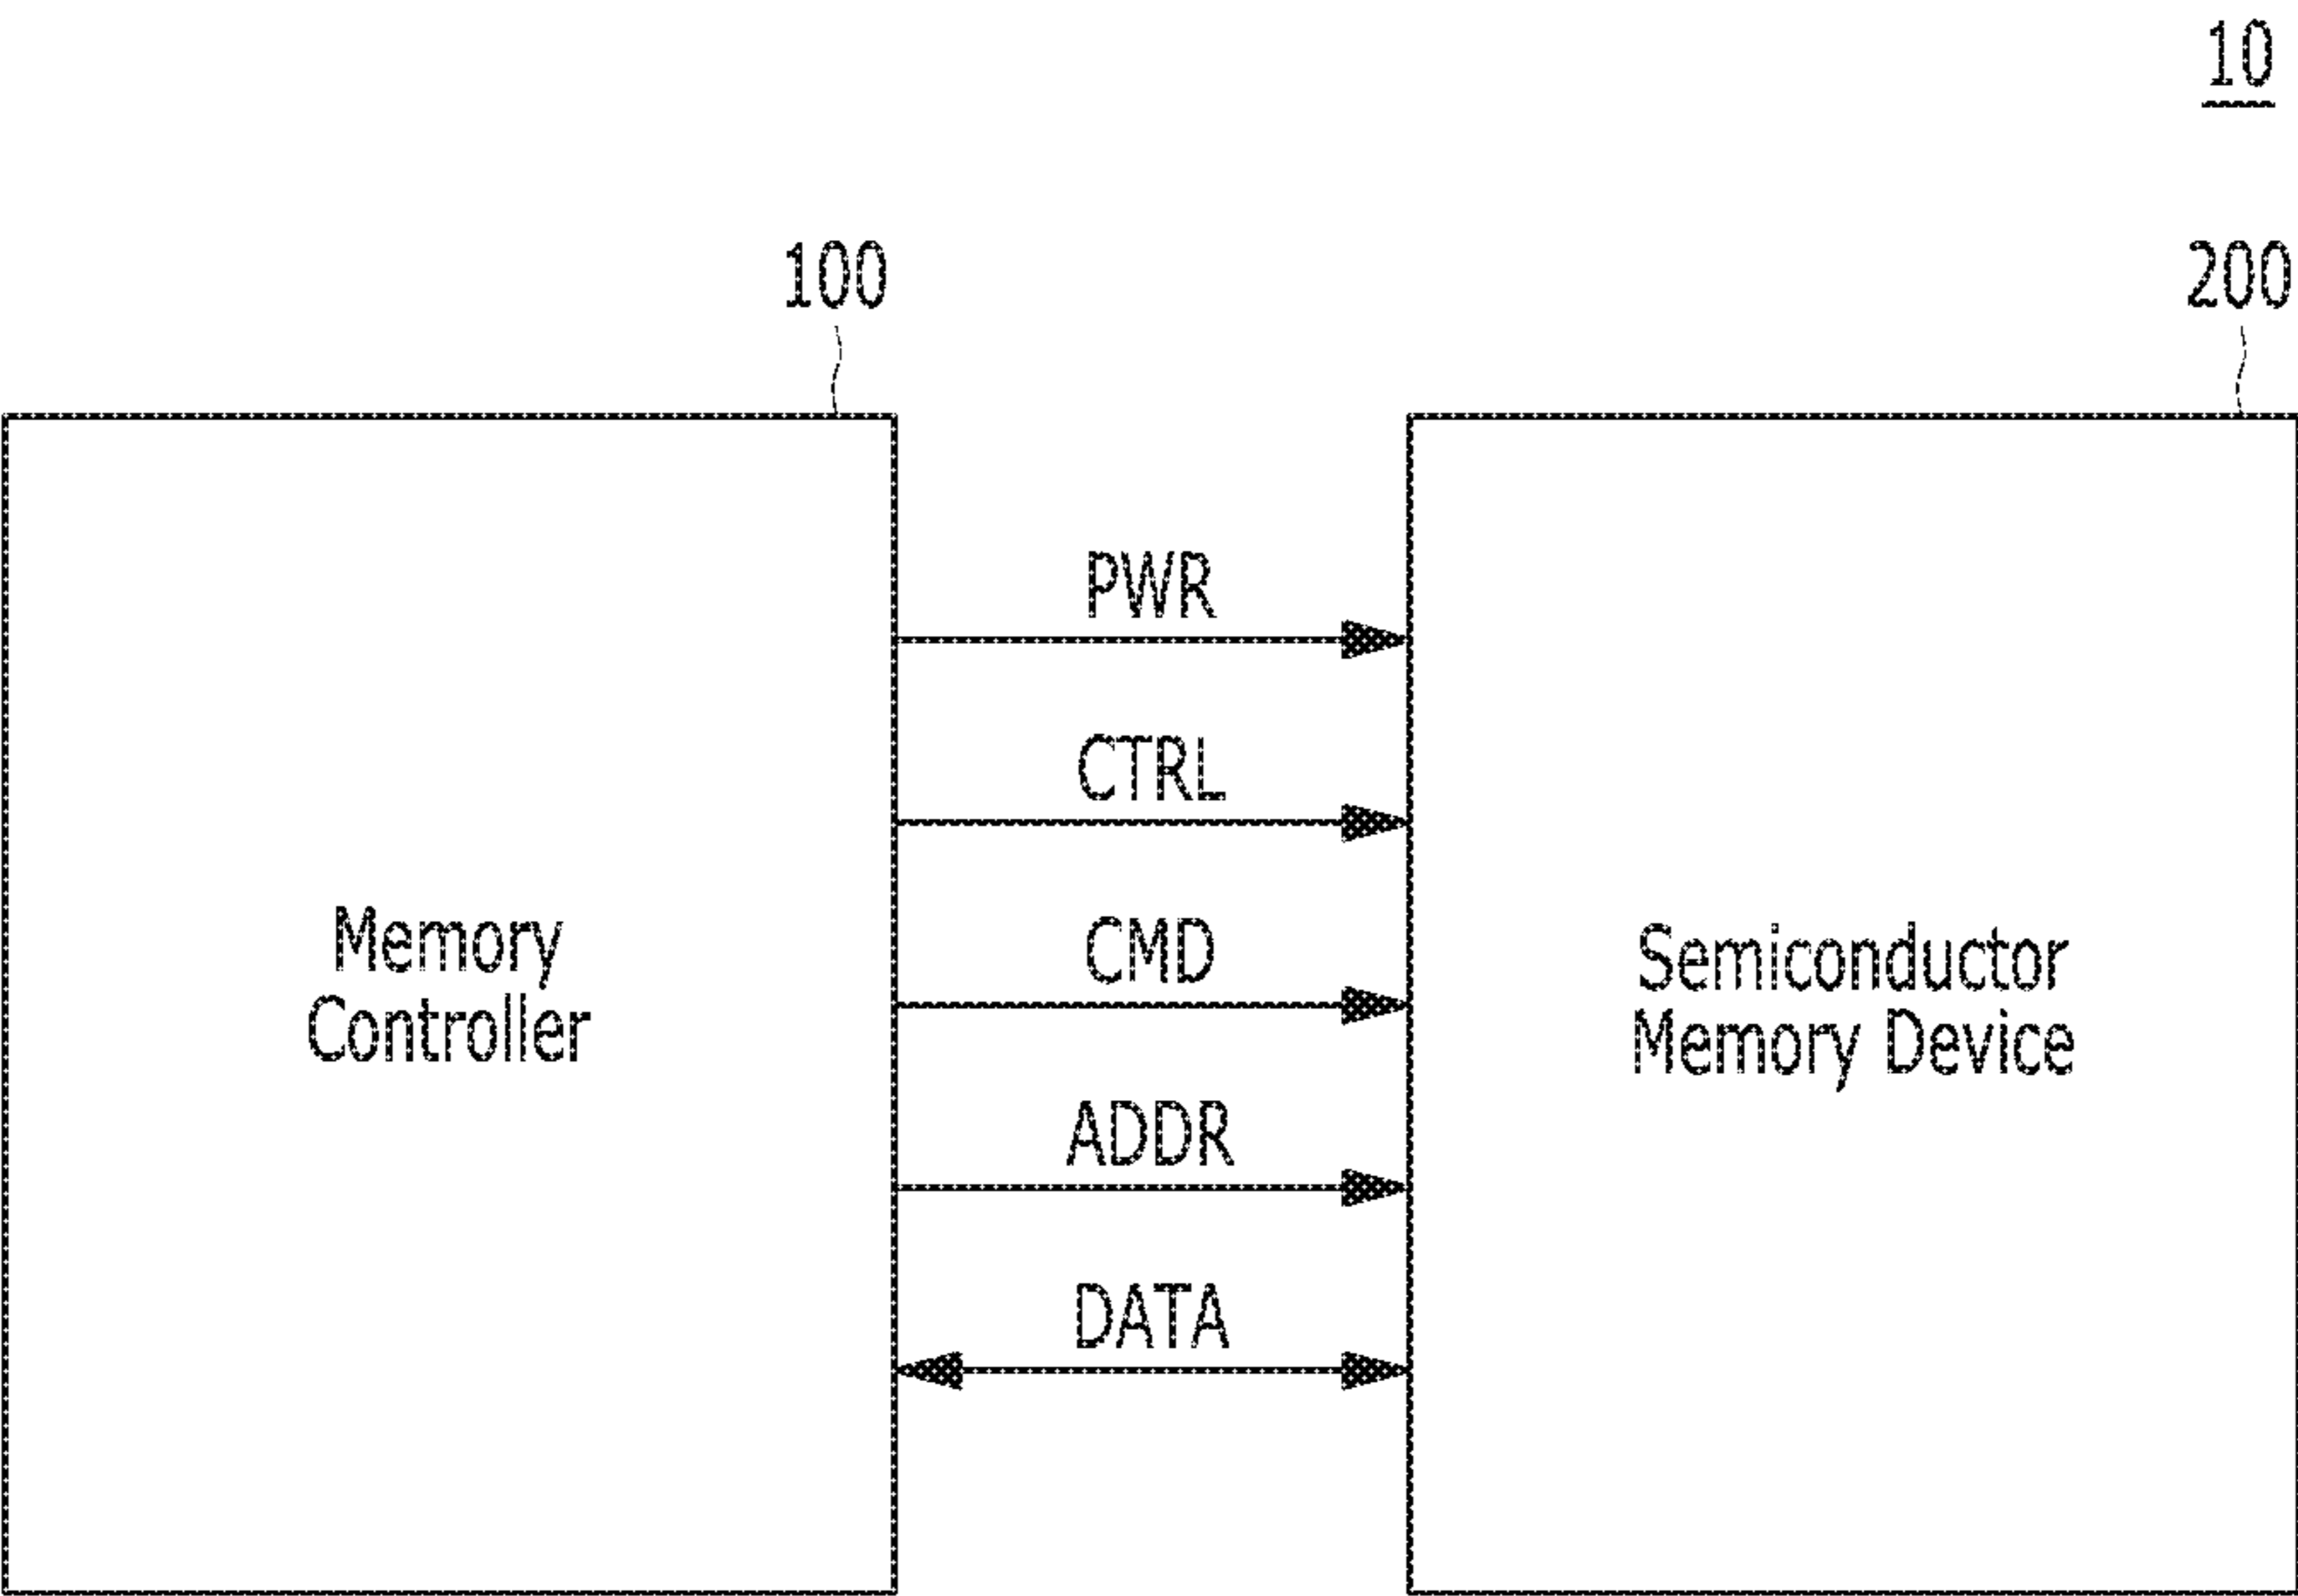 10
100
200
PWR
CTRL
CMD
ADDR
DATA
Memory
Controller
Semiconductor
Memory Device